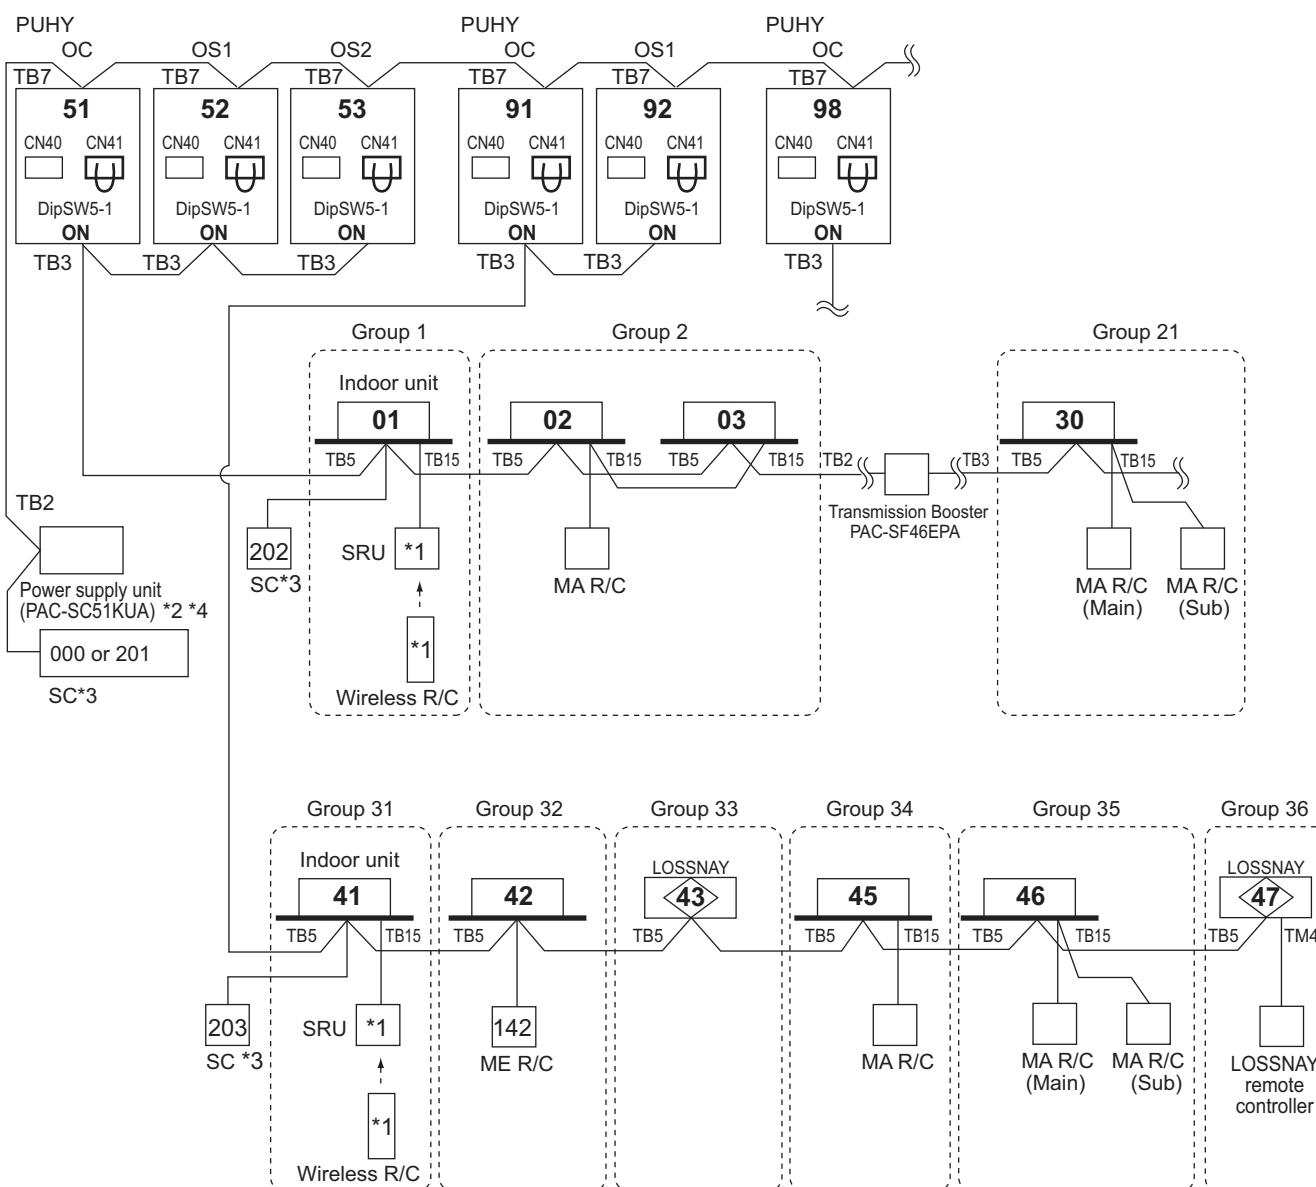 PUHY PUHY PUHY
OC OS1 OS2 OC OS1 OC
TB7 TB7 TB7 TB7 TB7 TB7
51 52 53 91 92 98
CN40 CN41 CN40 CN41 CN40 CN41 CN40 CN41 CN40 CN41 CN40 CN41
DipSW5-1 DipSW5-1 DipSW5-1 DipSW5-1 DipSW5-1 DipSW5-1
ON ON ON ON ON ON
TB3 TB3 TB3 TB3 TB3 TB3
Group 1 Group 2 Group 21
Indoor unit
01 02 03 30
TB5 TB15 TB5 TB15 TB5 TB15 TB2 TB3 TB5 TB15
Transmission Booster
PAC-SF46EPA
TB2
202 SRU *1
SC*3 MA R/C MA R/C MA R/C
(Main) (Sub)
Power supply unit
(PAC-SC51KUA) *2 *4
000 or 201 *1
SC*3 Wireless R/C
Group 31 Group 32 Group 33 Group 34 Group 35 Group 36
Indoor unit LOSSNAY LOSSNAY
41 42 43 45 46 47
TB5 TB15 TB5 TB5 TB5 TB15 TB5 TB15 TB5 TM4
203 SRU *1 142
SC *3 ME R/C MA R/C MA R/C MA R/C LOSSNAY
(Main) (Sub) remote
controller
*1
Wireless R/C